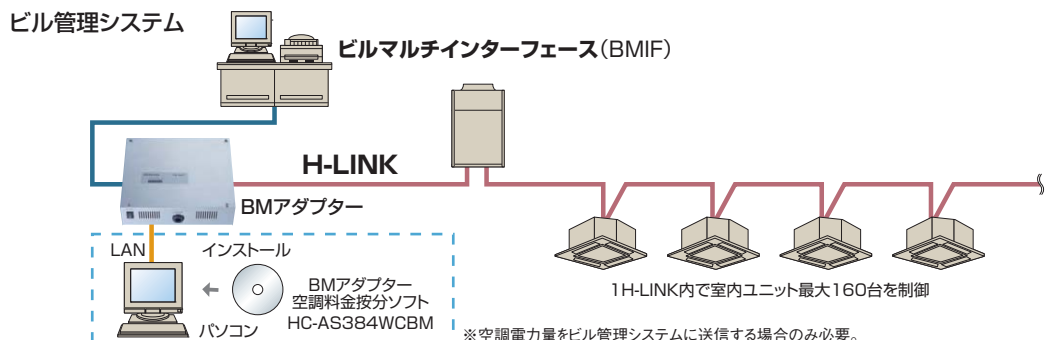 ビル管理システム
ビルマルチインターフェース(BMIF)
H-LINK
BMアダプター
LAN
インストール
BMアダプター
空調料金按分ソフト
HC-AS384WCBM
パソコン
1H-LINK内で室内ユニット最大160台を制御
※空調電力量をビル管理システムに送信する場合のみ必要。